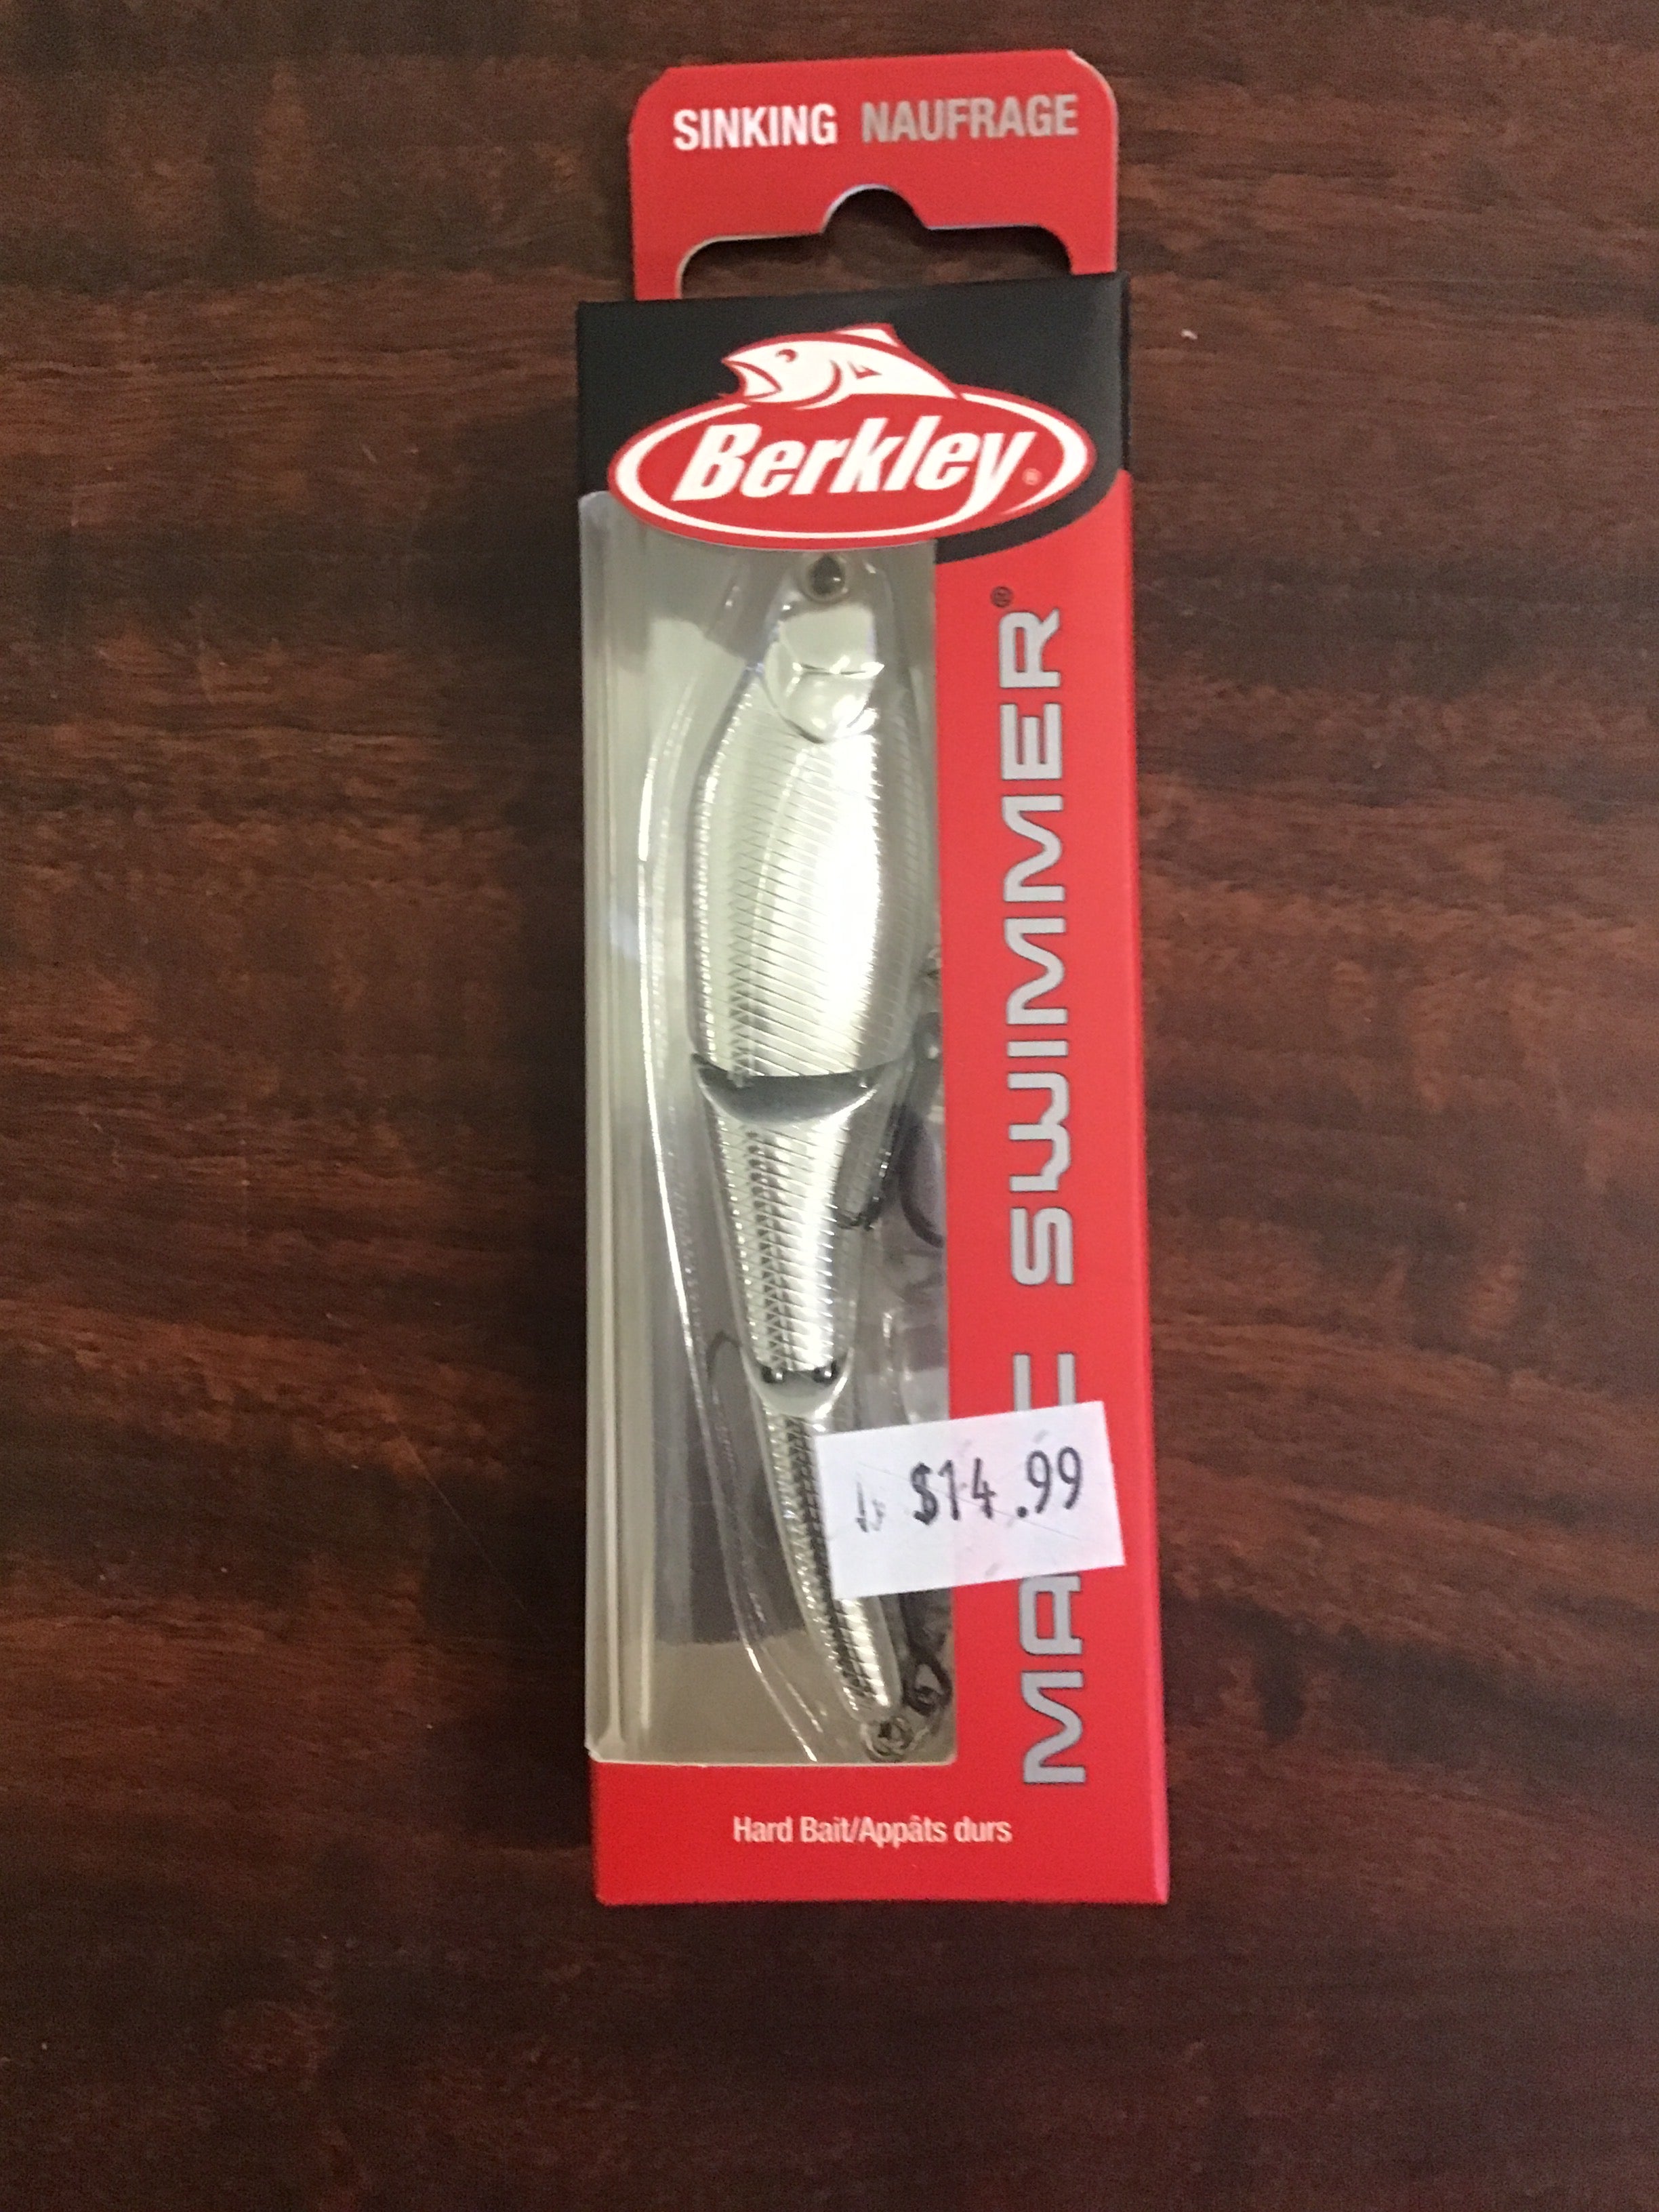 SINKING NAUFRAGE
Berkley®
SWIMMER®
$14.99
Hard Bait/Appâts durs